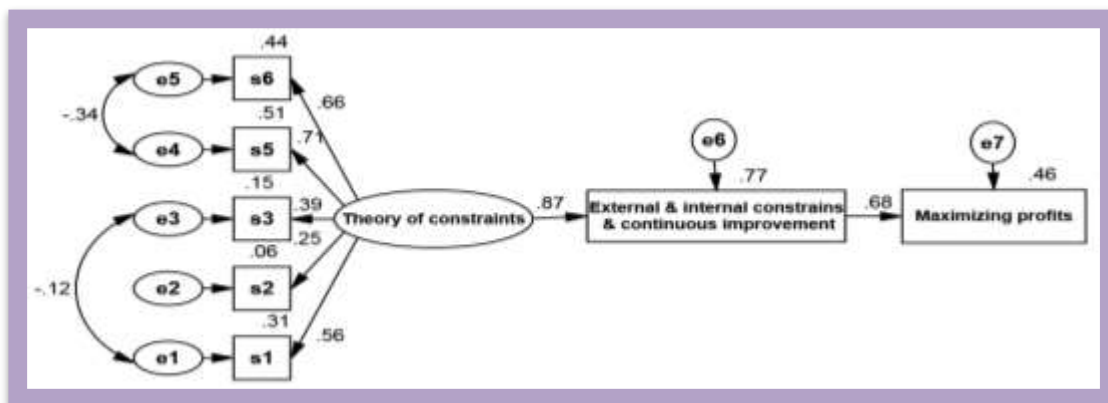 .44
e5
s6
.66
-.34
.51
.71
e4
s5
.15
e3
s3
.39
Theory of constraints
.87
e6
.77
External & internal constrains
& continuous improvement
.68
e7
.46
Maximizing profits
.25
.06
-.12
e2
s2
.31
.56
e1
s1